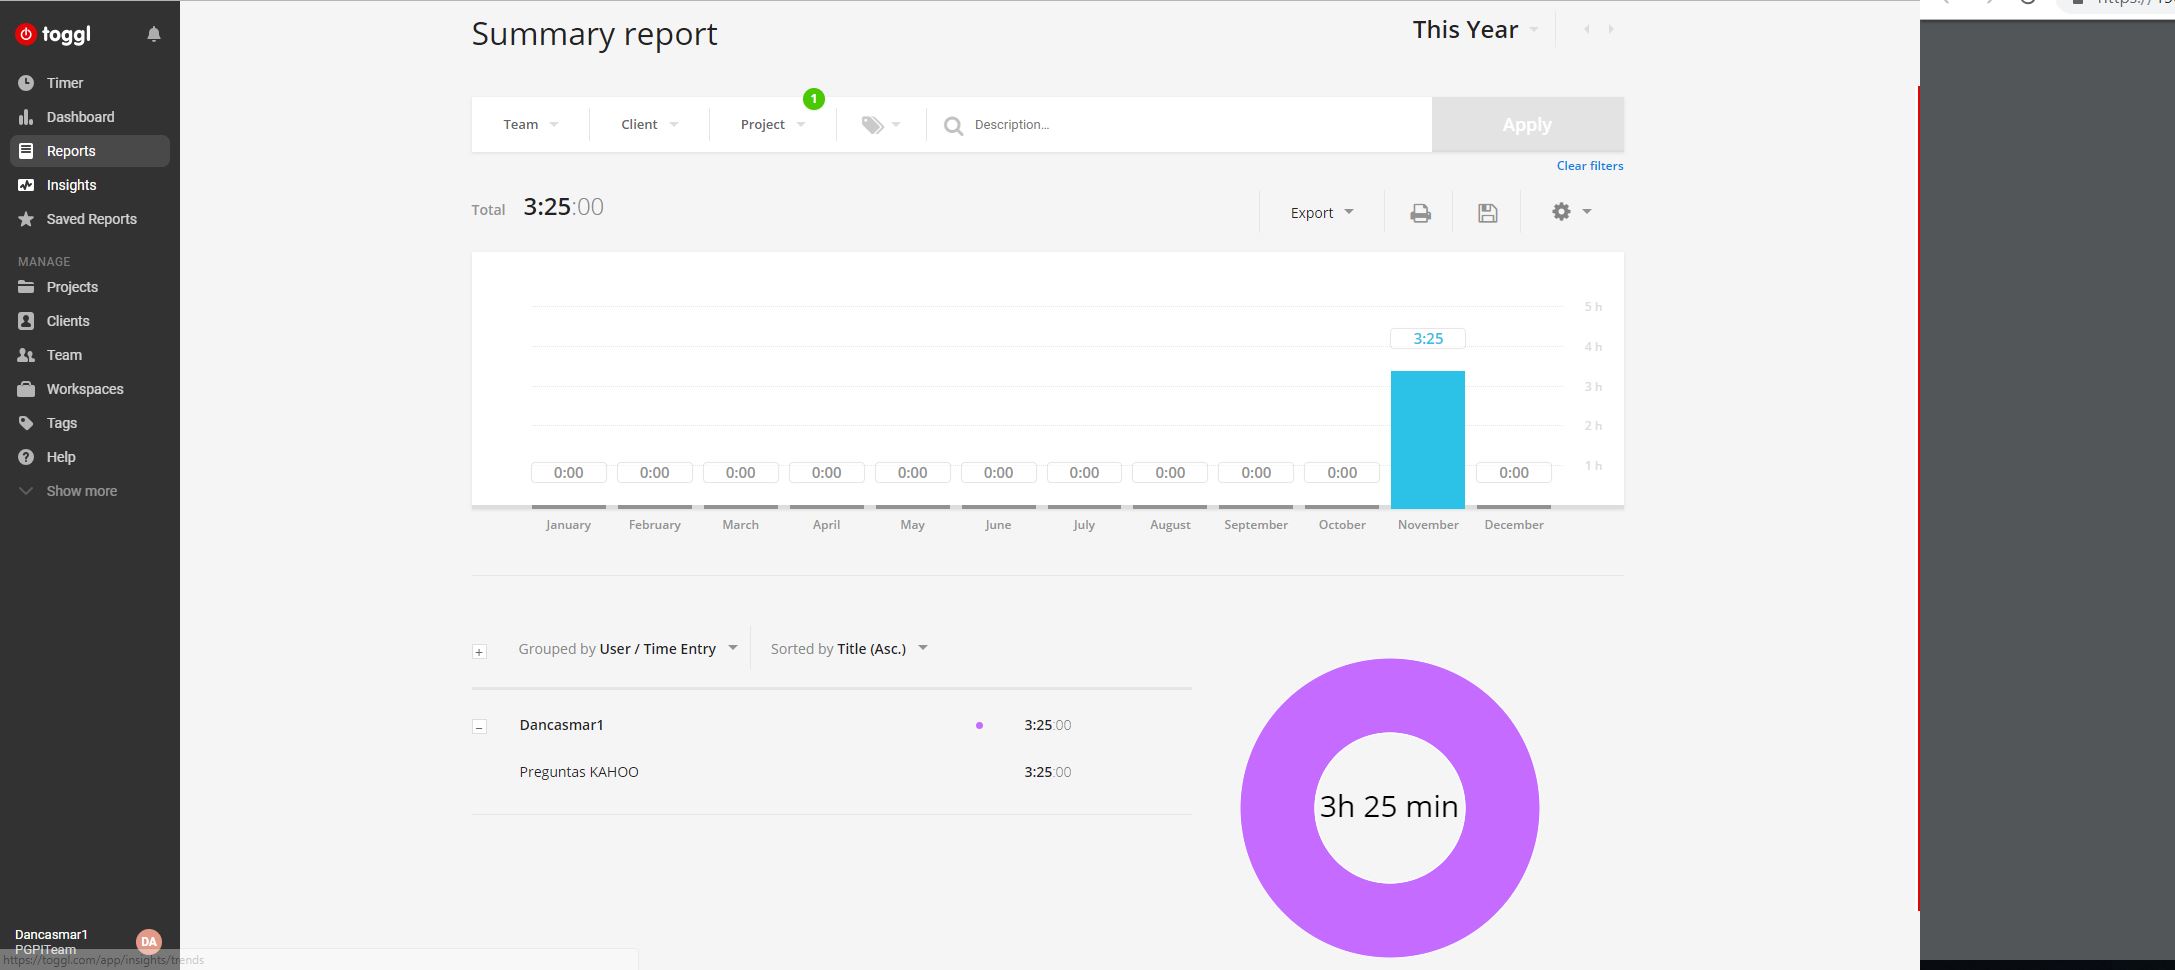 toggl
Timer
Dashboard
Reports
Insights
Saved Reports
MANAGE
Projects
Clients
Team
Workspaces
Tags
Help
Show more
Dancasmar1
PGPITeam
DA
https://toggl.com/app/insights/trends
Summary report
This Year
1
Team
Client
Project
Description...
Apply
Clear filters
Total 3:25:00
Export
5 h
4 h
3 h
2 h
1 h
3:25
0:00 0:00 0:00 0:00 0:00 0:00 0:00 0:00 0:00 0:00 0:00
January February March April May June July August September October November December
Grouped by User / Time Entry
Sorted by Title (Asc.)
Dancasmar1 3:25:00
Preguntas KAHOO 3:25:00
3h 25 min